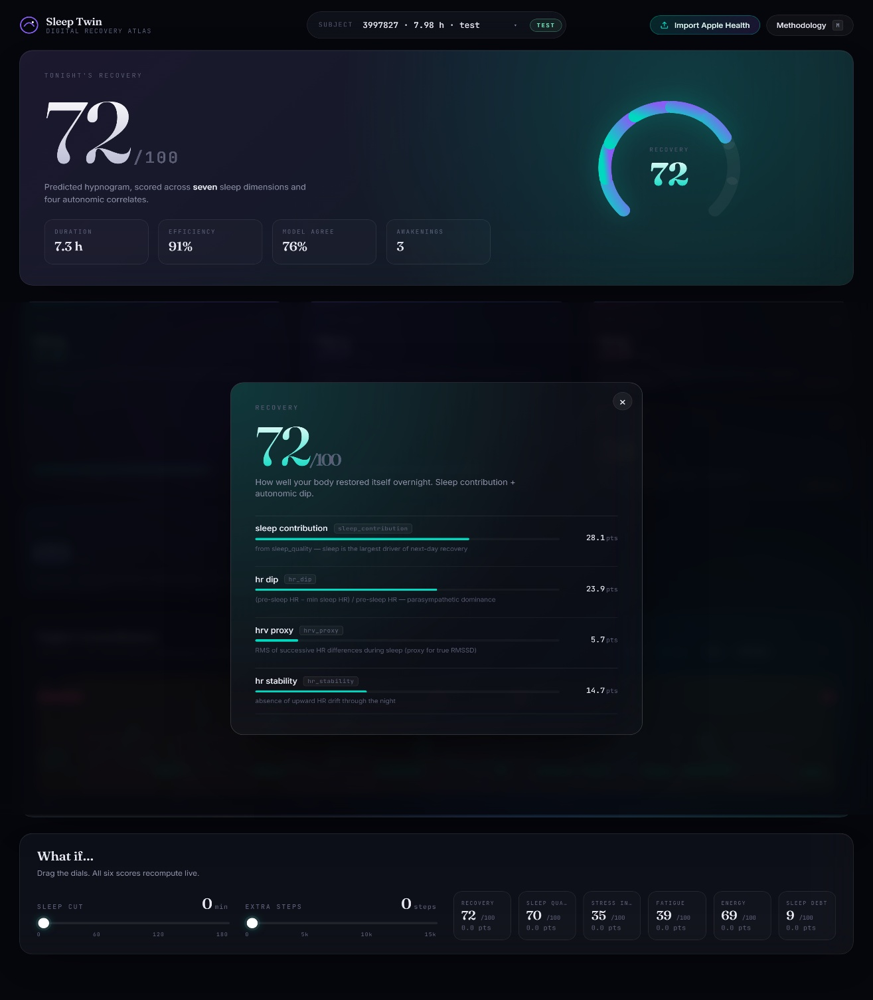 Sleep Twin
DIGITAL RECOVERY ATLAS
SUBJECT 3997827 · 7.98 h · test TEST
Import Apple Health
Methodology M
TONIGHT'S RECOVERY
72/100
Predicted hypnogram, scored across seven sleep dimensions and
four autonomic correlates.
DURATION
7.3 h
EFFICIENCY
91%
MODEL AGREE
76%
AWAKENINGS
3
RECOVERY
72
RECOVERY
72/100
How well your body restored itself overnight. Sleep contribution +
autonomic dip.
sleep contribution sleep_contribution
28.1 pts
from sleep_quality — sleep is the largest driver of next-day recovery
hr dip hr_dip
23.9 pts
(pre-sleep HR − min sleep HR) / pre-sleep HR — parasympathetic dominance
hrv proxy hrv_proxy
5.7 pts
RMS of successive HR differences during sleep (proxy for true RMSSD)
hr stability hr_stability
14.7 pts
absence of upward HR drift through the night
What if...
Drag the dials. All six scores recompute live.
SLEEP CUT 0 min
0 60 120 180
EXTRA STEPS 0 steps
0 5k 10k 15k
RECOVERY
72 /100
0.0 pts
SLEEP QUA…
70 /100
0.0 pts
STRESS IN…
35 /100
0.0 pts
FATIGUE
39 /100
0.0 pts
ENERGY
69 /100
0.0 pts
SLEEP DEBT
9 /100
0.0 pts